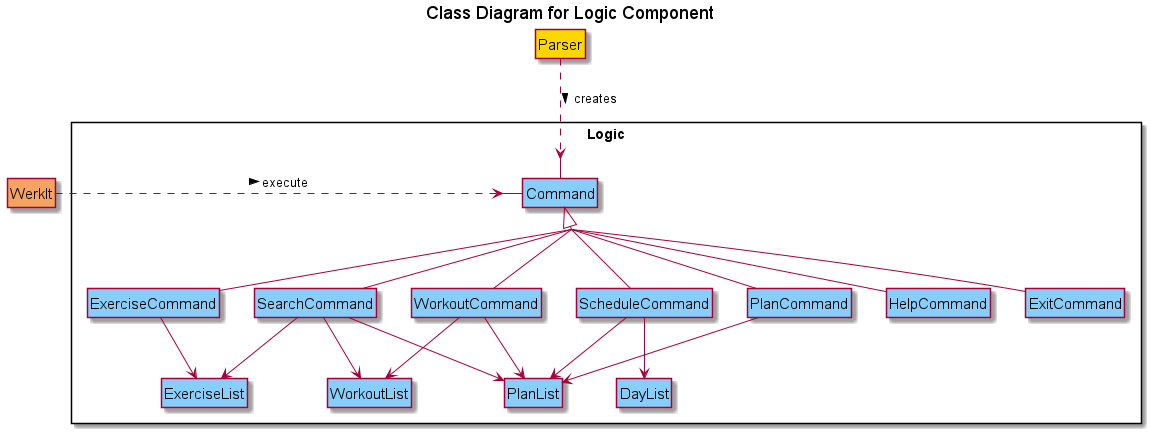 Class Diagram for Logic Component
Parser
creates
Logic
WerkIt
execute
Command
ExerciseCommand
SearchCommand
WorkoutCommand
ScheduleCommand
PlanCommand
HelpCommand
ExitCommand
ExerciseList
WorkoutList
PlanList
DayList